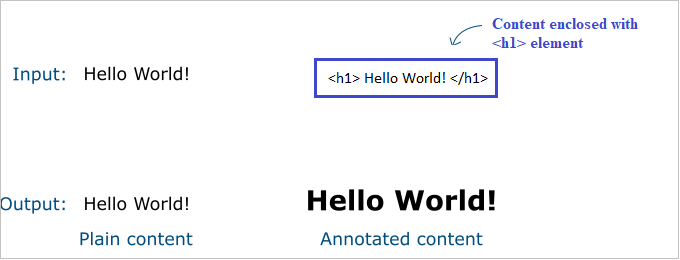 Content enclosed with
<h1> element
Input: Hello World!
<h1> Hello World! </h1>
Output: Hello World!
Hello World!
Plain content
Annotated content